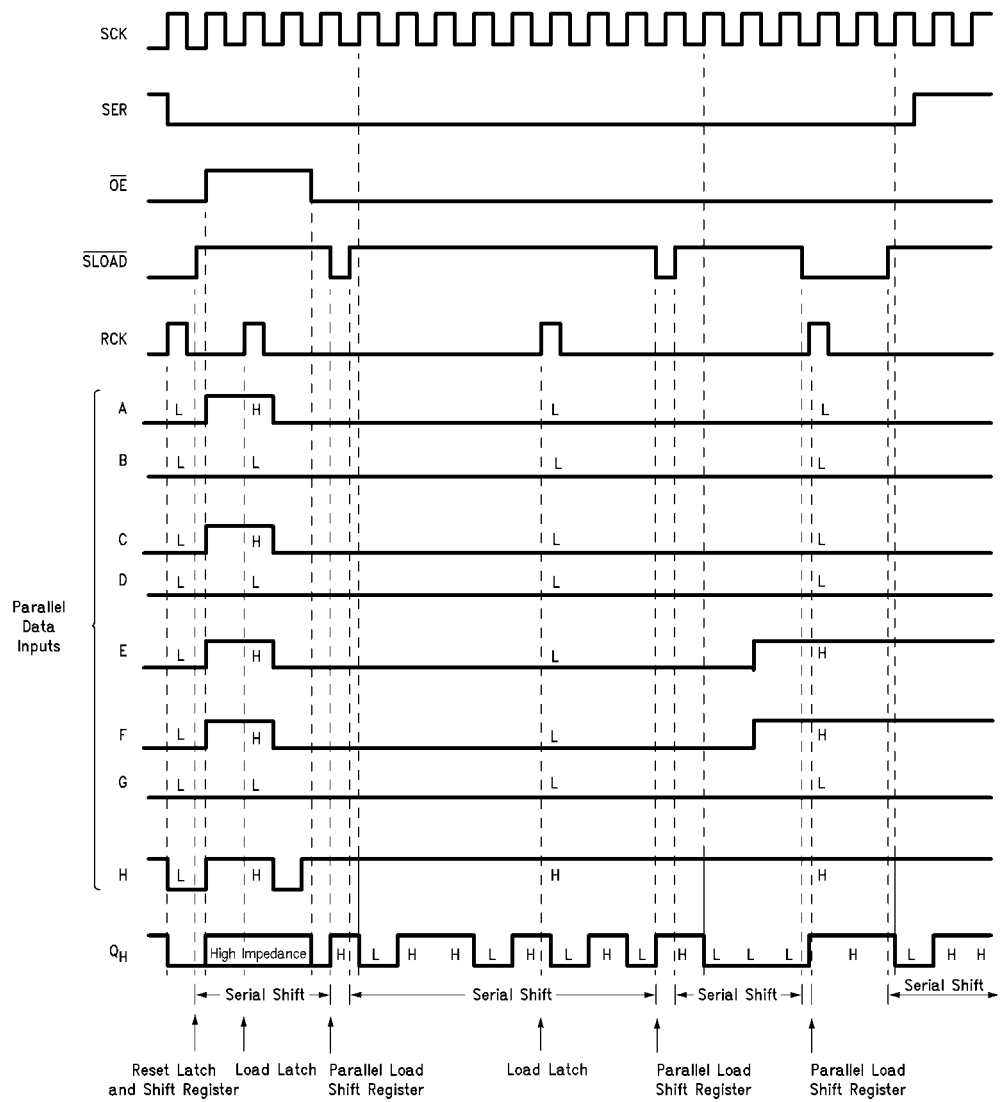 SCK
SER
OE
SLOAD
RCK
Parallel
Data
Inputs
A L H L L
B L L L L
C L H L L
D L L L L
E L H L H
F L H L H
G L L L L
H L H H H
QH High Impedance H L H H L H L H L H L L L H L H H
Serial Shift Serial Shift Serial Shift Serial Shift
Reset Latch
and Shift Register
Load Latch
Parallel Load
Shift Register
Load Latch
Parallel Load
Shift Register
Parallel Load
Shift Register